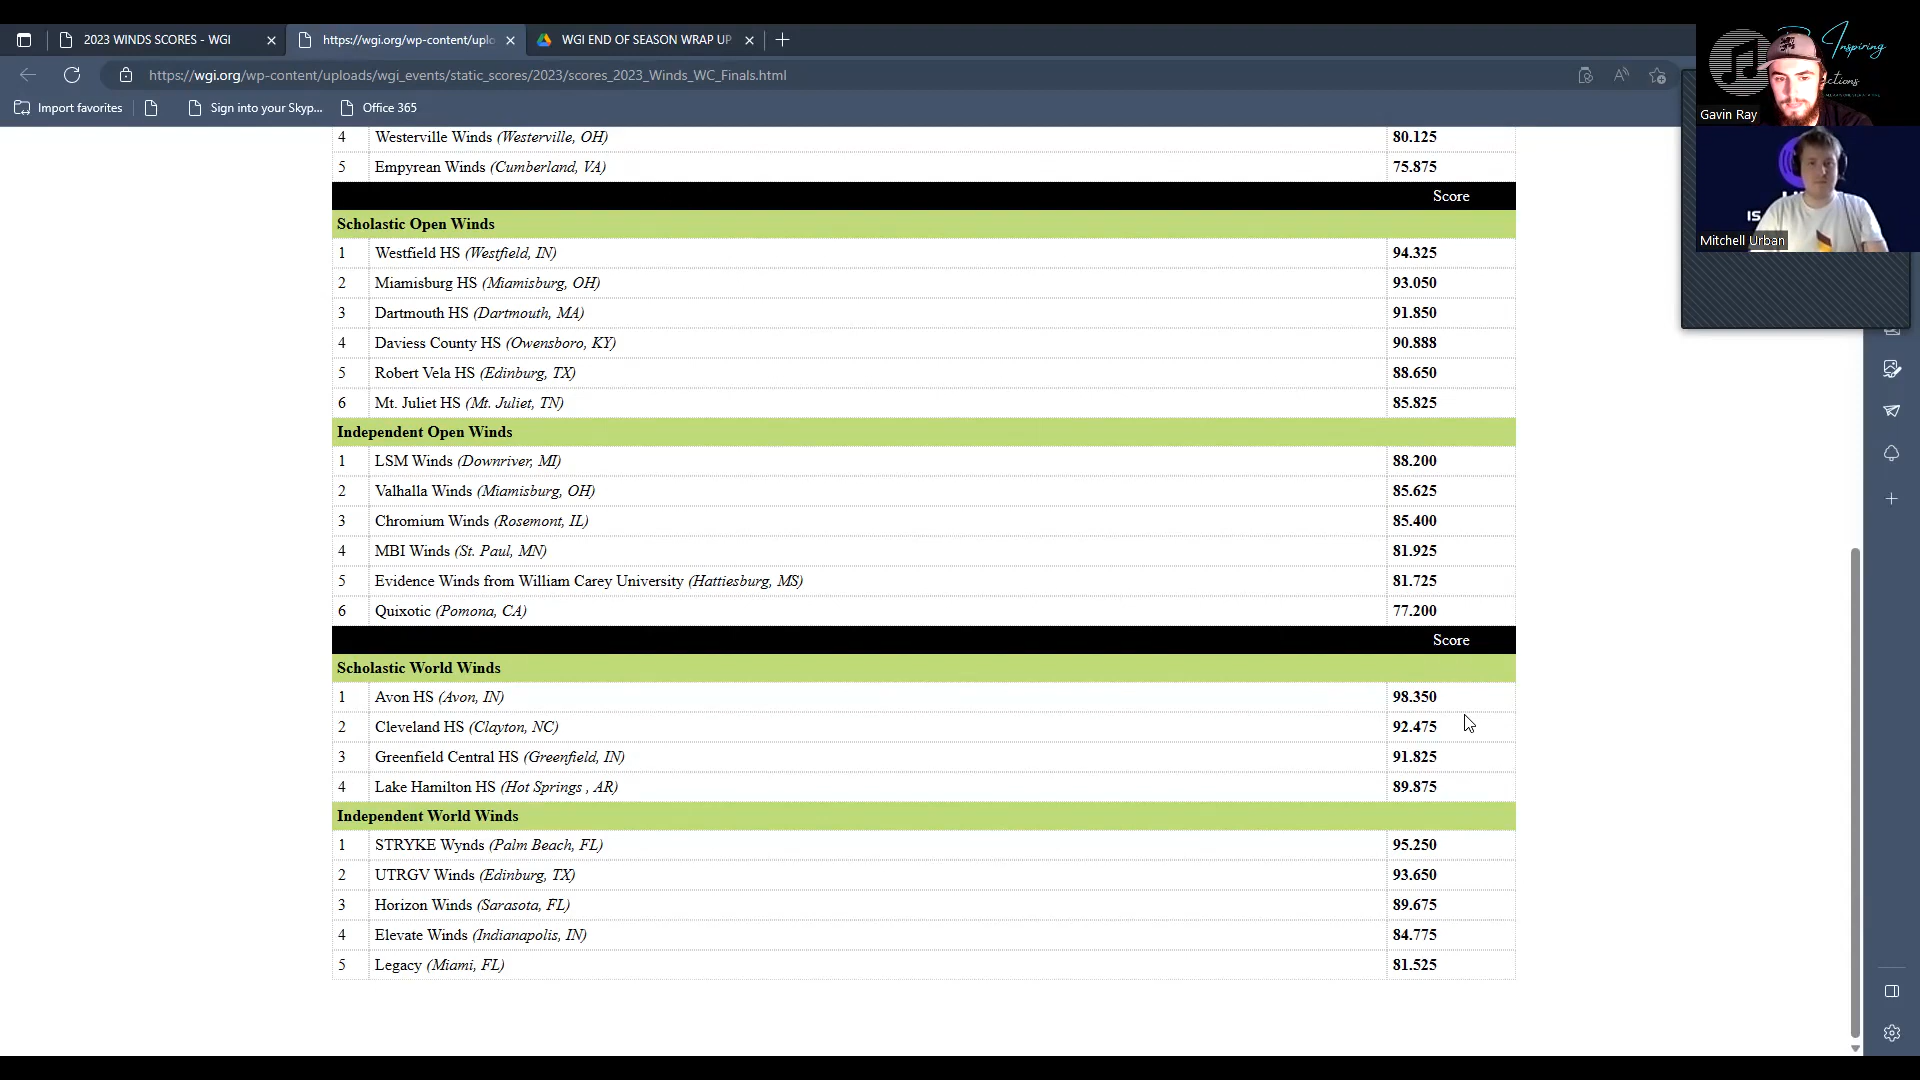 2023 WINDS SCORES - WGI
https://wgi.org/wp-content/uplo
WGI END OF SEASON WRAP UP
https://wgi.org/wp-content/uploads/wgi_events/static_scores/2023/scores_2023_Winds_WC_Finals.html
Import favorites
Sign into your Skyp...
Office 365
Inspiring
Gavin Ray
Mitchell Urban
4 Westerville Winds (Westerville, OH) 80.125
5 Empyrean Winds (Cumberland, VA) 75.875
Score
Scholastic Open Winds
1 Westfield HS (Westfield, IN) 94.325
2 Miamisburg HS (Miamisburg, OH) 93.050
3 Dartmouth HS (Dartmouth, MA) 91.850
4 Daviess County HS (Owensboro, KY) 90.888
5 Robert Vela HS (Edinburg, TX) 88.650
6 Mt. Juliet HS (Mt. Juliet, TN) 85.825
Independent Open Winds
1 LSM Winds (Downriver, MI) 88.200
2 Valhalla Winds (Miamisburg, OH) 85.625
3 Chromium Winds (Rosemont, IL) 85.400
4 MBI Winds (St. Paul, MN) 81.925
5 Evidence Winds from William Carey University (Hattiesburg, MS) 81.725
6 Quixotic (Pomona, CA) 77.200
Score
Scholastic World Winds
1 Avon HS (Avon, IN) 98.350
2 Cleveland HS (Clayton, NC) 92.475
3 Greenfield Central HS (Greenfield, IN) 91.825
4 Lake Hamilton HS (Hot Springs , AR) 89.875
Independent World Winds
1 STRYKE Wynds (Palm Beach, FL) 95.250
2 UTRGV Winds (Edinburg, TX) 93.650
3 Horizon Winds (Sarasota, FL) 89.675
4 Elevate Winds (Indianapolis, IN) 84.775
5 Legacy (Miami, FL) 81.525